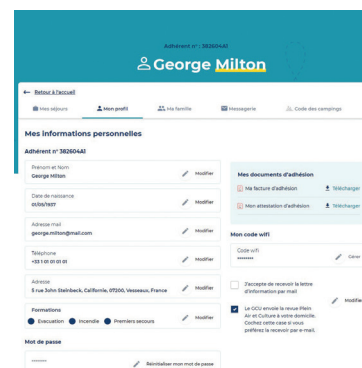 Adhérent n° : 382604A1
George Milton
← Retour à l'accueil
Mes séjours
Mon profil
Ma famille
Messagerie
Code des campings
Mes informations personnelles
Adhérent n° 382604A1
Prénom et Nom
George Milton
Modifier
Date de naissance
01/05/1937
Modifier
Adresse mail
george.milton@mail.com
Modifier
Téléphone
+33 1 01 01 01 01
Modifier
Adresse
5 rue John Steinbeck, Californie, 07200, Vesseaux, France
Modifier
Formations
Evacuation Incendie Premiers secours
Modifier
Mot de passe
********
Réinitialiser mon mot de passe
Mes documents d'adhésion
Ma facture d'adhésion
Télécharger
Mon attestation d'adhésion
Télécharger
Mon code wifi
Code wifi
********
Gérer
J'accepte de recevoir la lettre
d'information par mail
Modifie
Le GCU envoie la revue Plein
Air et Culture à votre domicile.
Cochez cette case si vous
préférez la recevoir par e-mail.